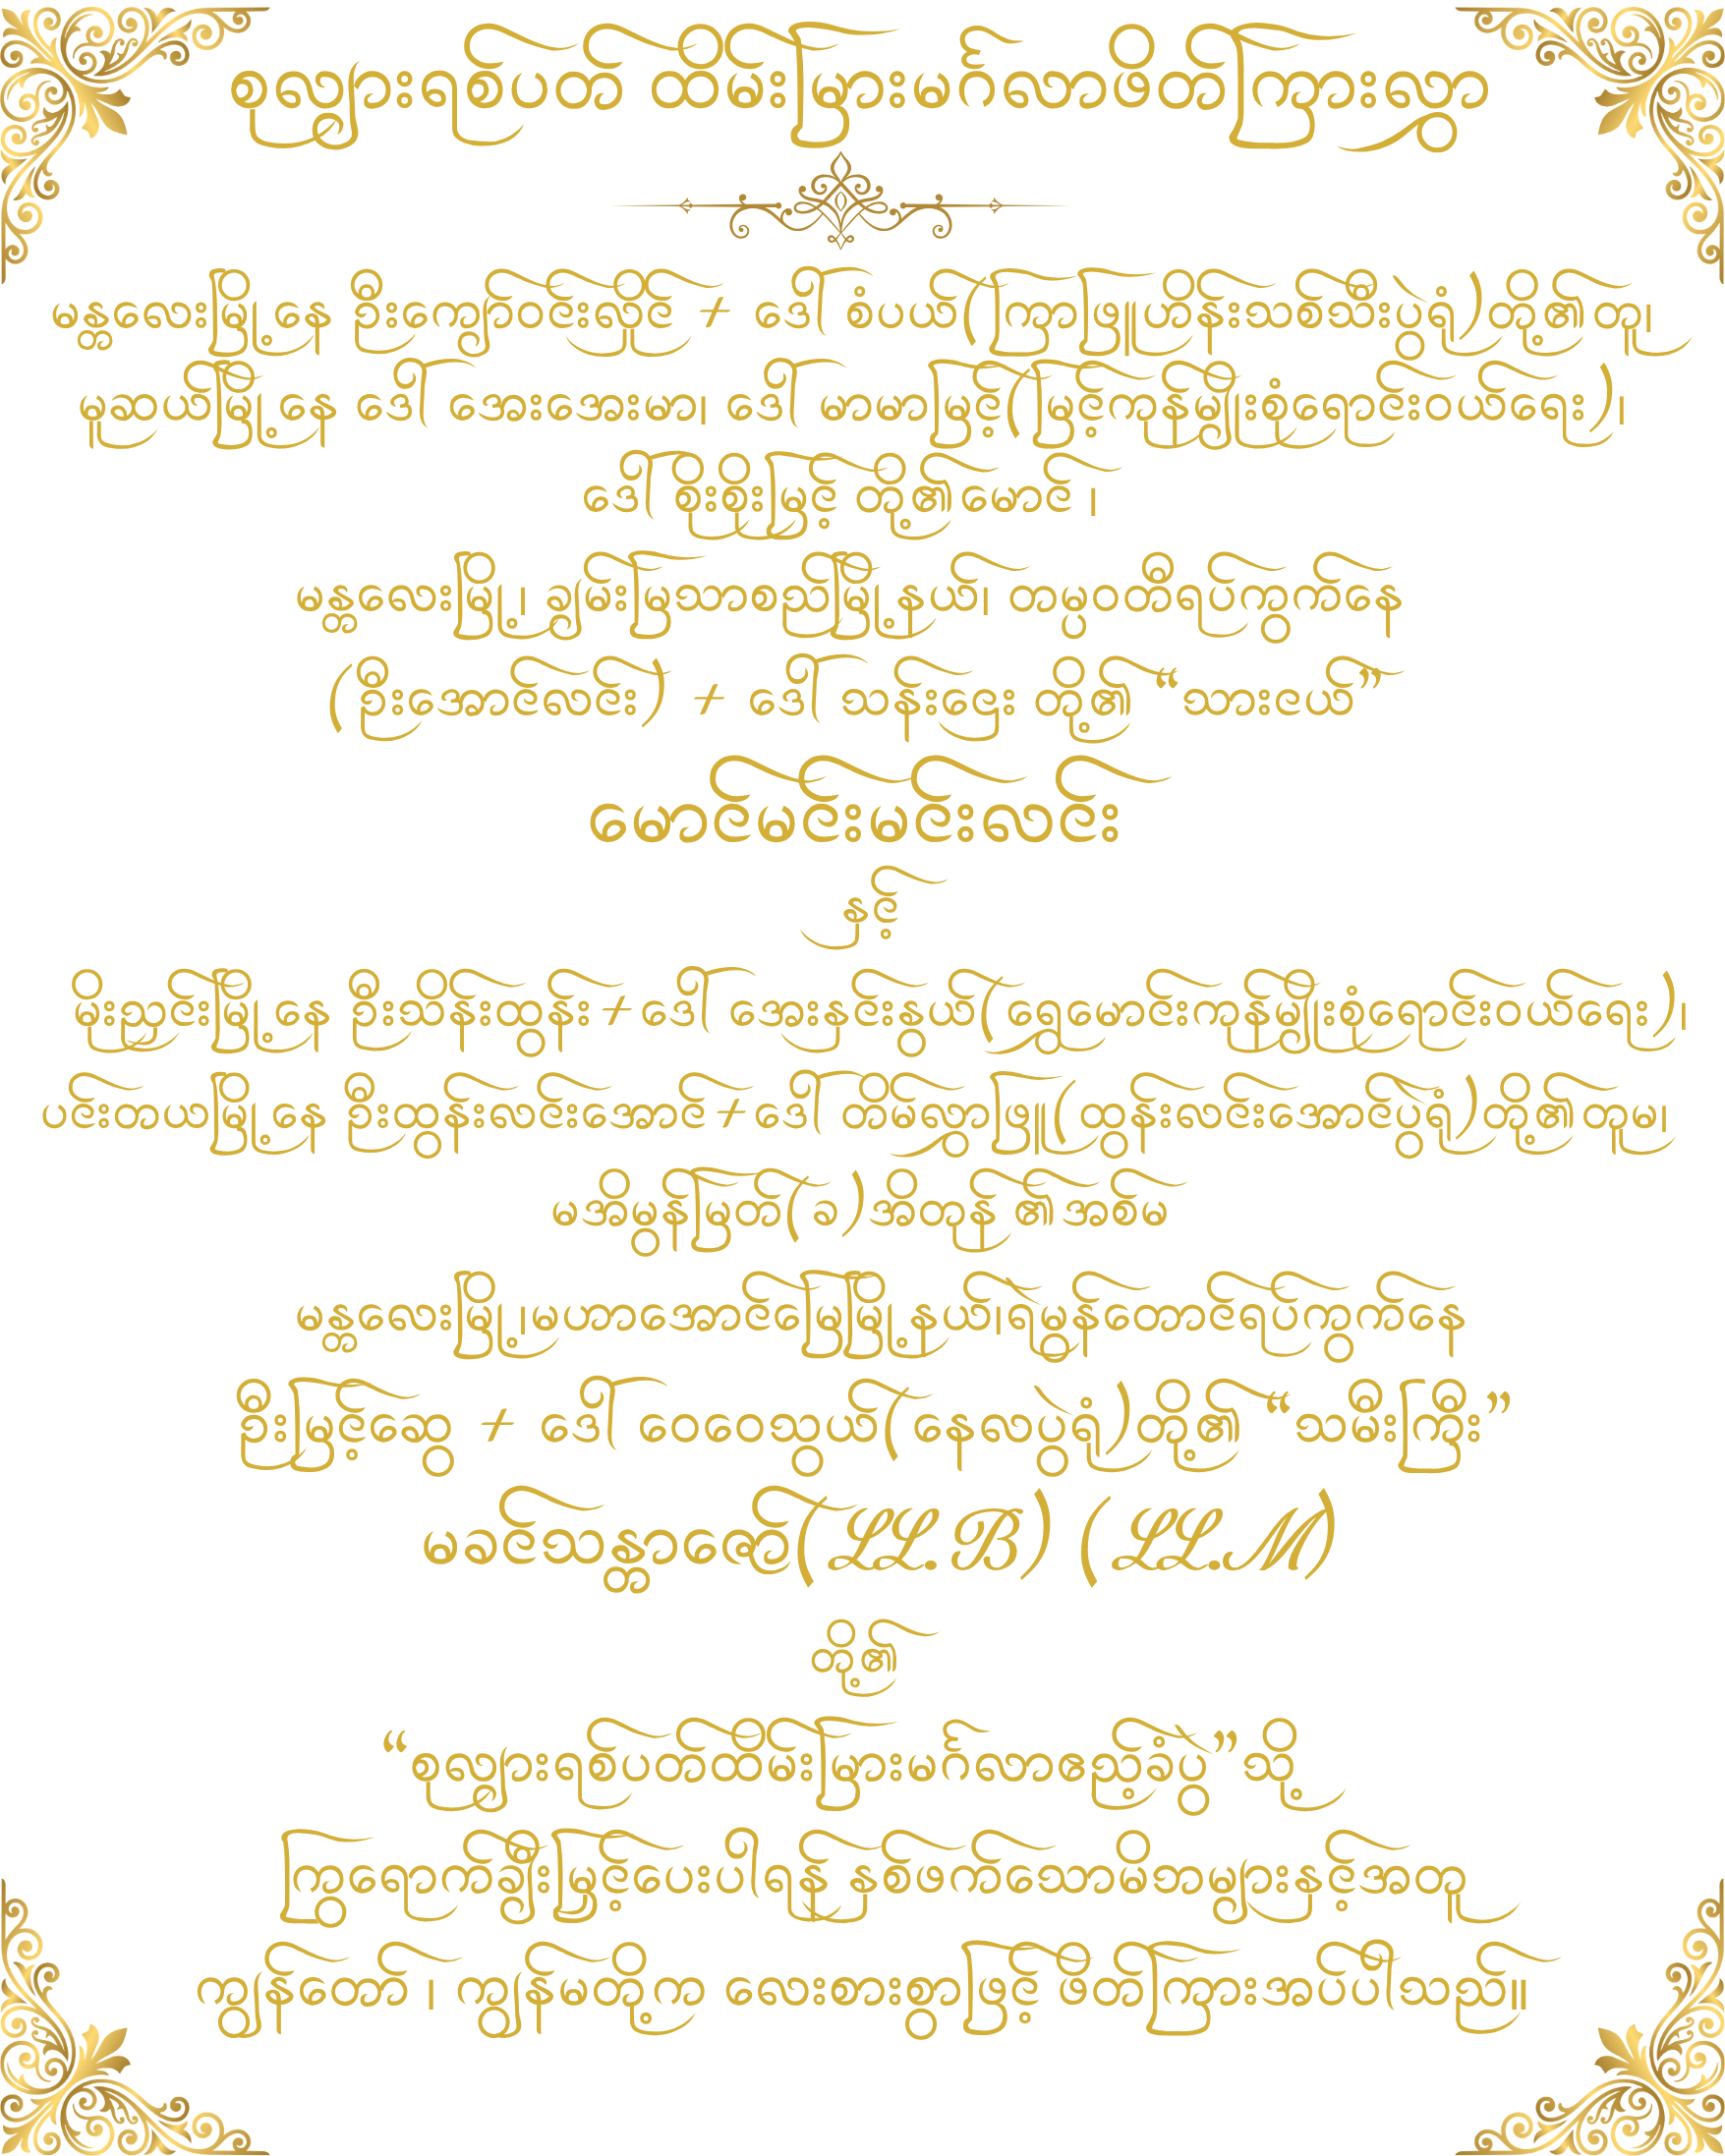 စုလျှားရစ်ပတ် ထိမ်းမြှားမင်္ဂလာဖိတ်ကြားလွှာ
မန္တလေးမြို့နေ ဦးကျော်ဝင်းလှိုင် + ဒေါ်စံပယ်(ကြာဖြူဟိန်းသစ်သီးပွဲရုံ)တို့၏တူ၊
မူဆယ်မြို့နေ ဒေါ်အေးအေးမာ၊ ဒေါ်မာမာမြင့်(မြင့်ကုန်မျိုးစုံရောင်းဝယ်ရေး)၊
ဒေါ်စိုးစိုးမြင့် တို့၏မောင် ၊
မန္တလေးမြို့၊ ချမ်းမြသာစည်မြို့နယ်၊ တမ္ပဝတီရပ်ကွက်နေ
(ဦးအောင်လင်း) + ဒေါ်သန်းဌေး တို့၏ “သားငယ်”
မောင်မင်းမင်းလင်း
နှင့်
မိုးညှင်းမြို့နေ ဦးသိန်းထွန်း + ဒေါ်အေးနှင်းနွယ်(ရွှေမောင်းကုန်မျိုးစုံရောင်းဝယ်ရေး)၊
ပင်းတယမြို့နေ ဦးထွန်းလင်းအောင် + ဒေါ်တိမ်လွှာဖြူ(ထွန်းလင်းအောင်ပွဲရုံ)တို့၏တူမ၊
မအိမွန်မြတ်(ခ)အိတုန် ၏အစ်မ
မန္တလေးမြို့၊မဟာအောင်မြေမြို့နယ်၊ရဲမွန်တောင်ရပ်ကွက်နေ
ဦးမြင့်ဆွေ + ဒေါ်ဝေဝေသွယ်(နေလပွဲရုံ)တို့၏ “သမီးကြီး”
မခင်သန္တာဇော်(LL.B) (LL.M)
တို့၏
“စုလျှားရစ်ပတ်ထိမ်းမြှားမင်္ဂလာဧည့်ခံပွဲ”သို့
ကြွရောက်ချီးမြှင့်ပေးပါရန် နှစ်ဖက်သောမိဘများနှင့်အတူ
ကျွန်တော် ၊ ကျွန်မတို့က လေးစားစွာဖြင့် ဖိတ်ကြားအပ်ပါသည်။